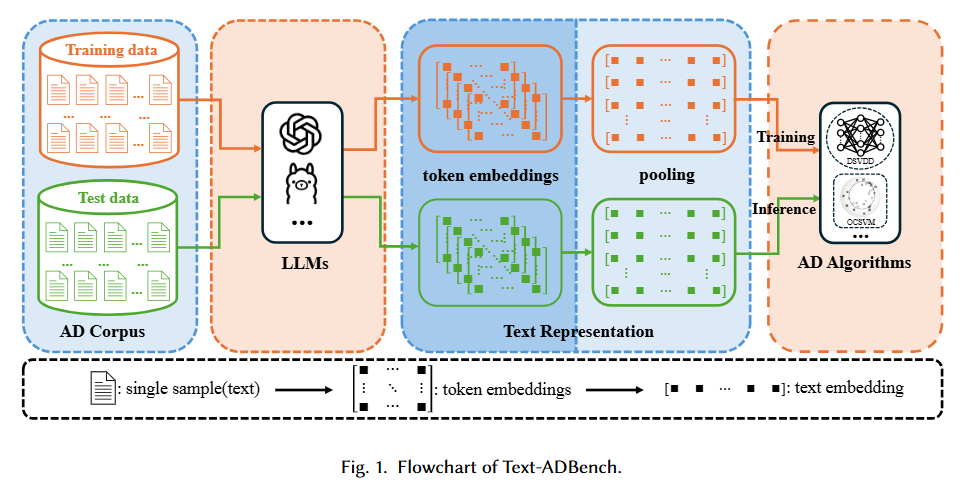 Training data
Test data
AD Corpus
LLMs
token embeddings
pooling
Text Representation
Training
Inference
DSVDD
OCSVM
AD Algorithms
: single sample(text)
: token embeddings
: text embedding
Fig. 1. Flowchart of Text-ADBench.